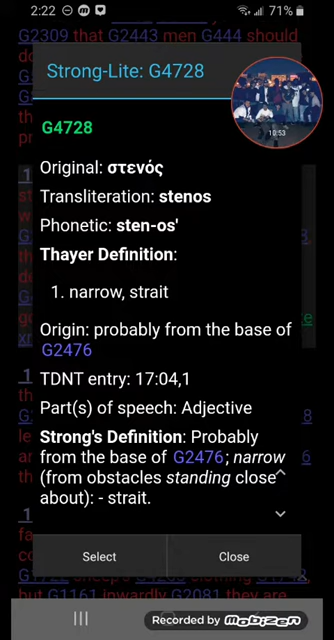 2:22
71%
G2309 that G2443 men G444 should
Strong-Lite: G4728
10:53
G4728
Original: στενός
Transliteration: stenos
Phonetic: sten-os'
Thayer Definition:
1. narrow, strait
Origin: probably from the base of
G2476
TDNT entry: 17:04,1
Part(s) of speech: Adjective
Strong's Definition: Probably
from the base of G2476; narrow
(from obstacles standing close
about): - strait.
Select Close
but G1161 inwardly G2081 they are
Recorded by mobizen